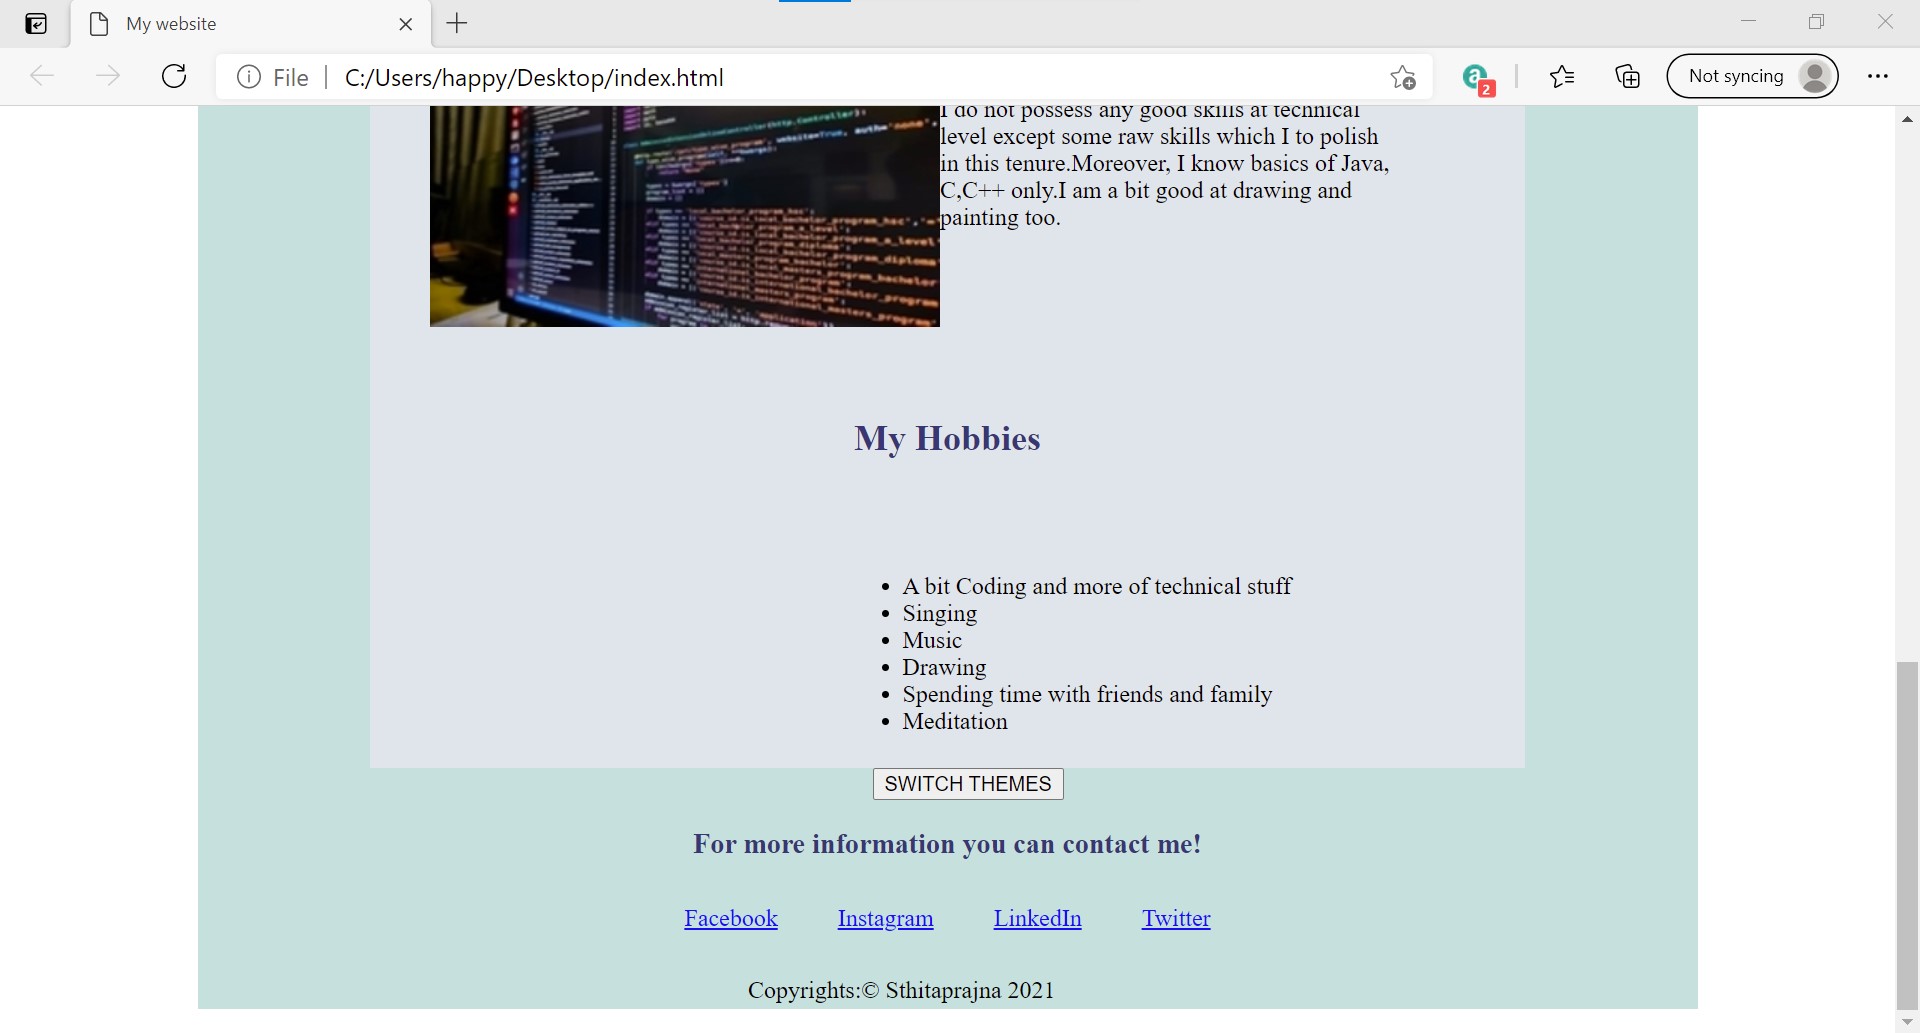 My website
File
C:/Users/happy/Desktop/index.html
2
Not syncing
I do not possess any good skills at technical
level except some raw skills which I to polish
in this tenure.Moreover, I know basics of Java,
C,C++ only.I am a bit good at drawing and
painting too.
My Hobbies
A bit Coding and more of technical stuff
Singing
Music
Drawing
Spending time with friends and family
Meditation
SWITCH THEMES
For more information you can contact me!
Facebook Instagram LinkedIn Twitter
Copyrights:© Sthitaprajna 2021